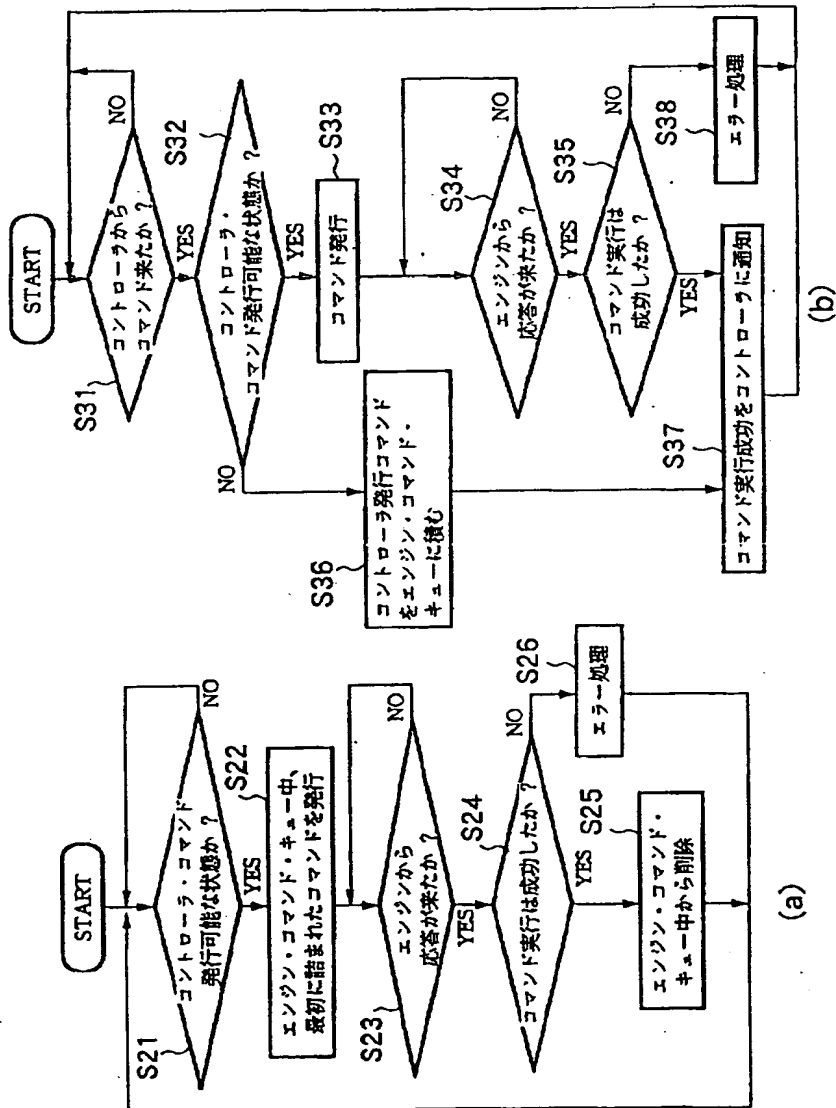 START
S21
コントローラ・コマンド
発行可能な状態か?
NO
YES
S22
エンジン・コマンド・キュー中、
最初に詰まれたコマンドを発行
S23
エンジンから
応答が来たか?
NO
YES
S24
コマンド実行は成功したか?
NO
YES
S26
エラー処理
S25
エンジン・コマンド・
キュー中から削除
(a)
START
S31
コントローラから
コマンド来たか?
NO
YES
S32
コントローラ・
コマンド発行可能な状態か?
NO
YES
S33
コマンド発行
S36
コントローラ発行コマンド
をエンジン・コマンド・
キューに積む
S34
エンジンから
応答が来たか?
NO
YES
S35
コマンド実行は
成功したか?
NO
YES
S37
コマンド実行成功をコントローラに通知
S38
エラー処理
(b)